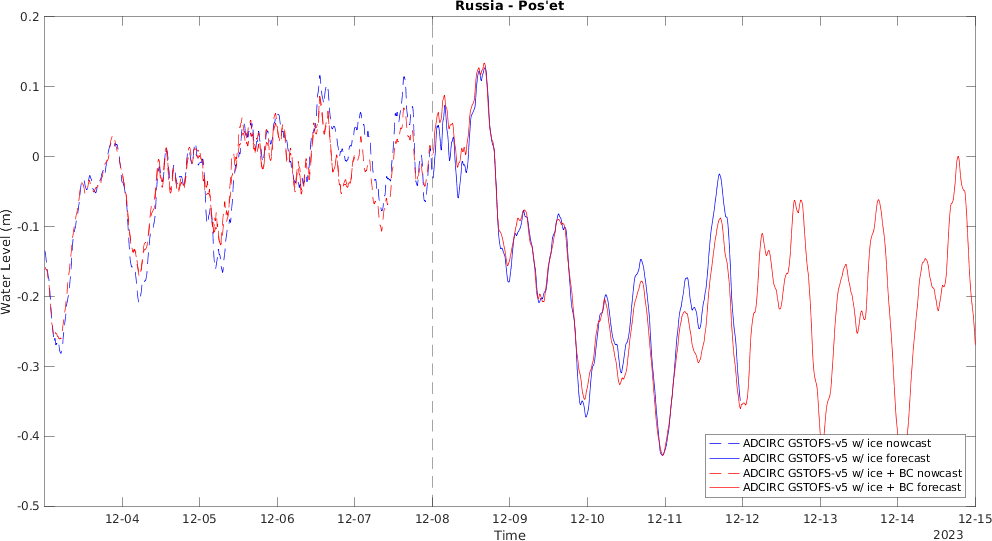 Russia - Pos'et
0.2
0.1
0
-0.1
-0.2
-0.3
-0.4
-0.5
Water Level (m)
12-04 12-05 12-06 12-07 12-08 12-09 12-10 12-11 12-12 12-13 12-14 12-15
Time
2023
ADCIRC GSTOFS-v5 w/ ice nowcast
ADCIRC GSTOFS-v5 w/ ice forecast
ADCIRC GSTOFS-v5 w/ ice + BC nowcast
ADCIRC GSTOFS-v5 w/ ice + BC forecast